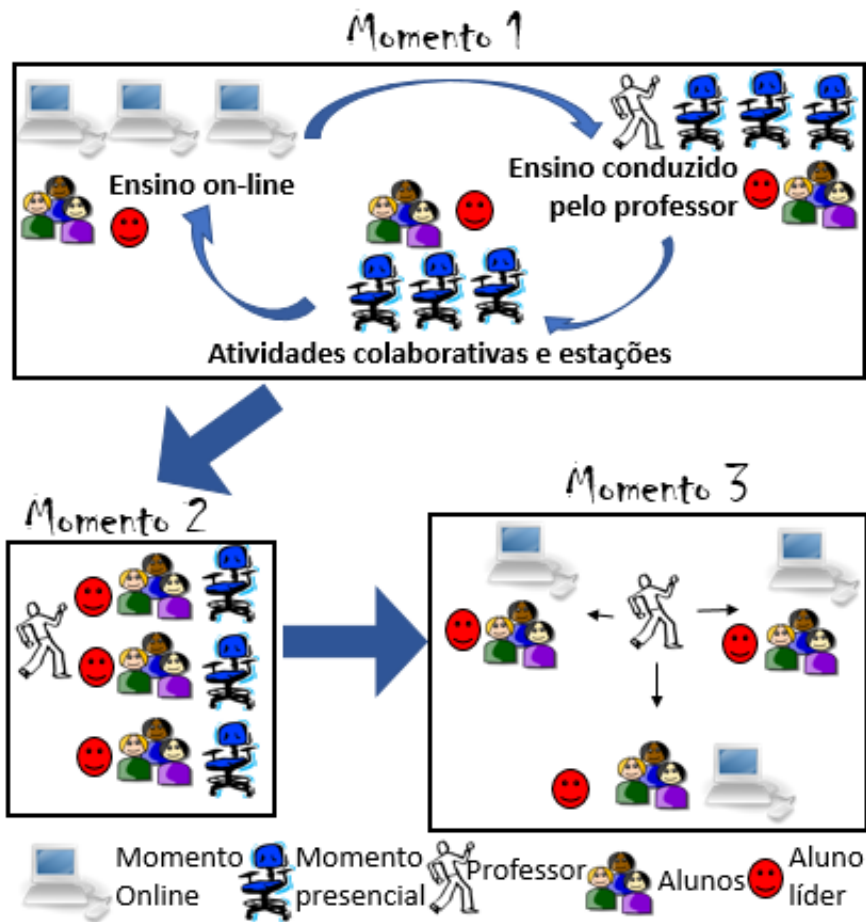 Momento 1
Ensino on-line
Ensino conduzido
pelo professor
Atividades colaborativas e estações
Momento 2
Momento 3
Momento
Online
Momento
presencial
Professor
Alunos
Aluno
líder